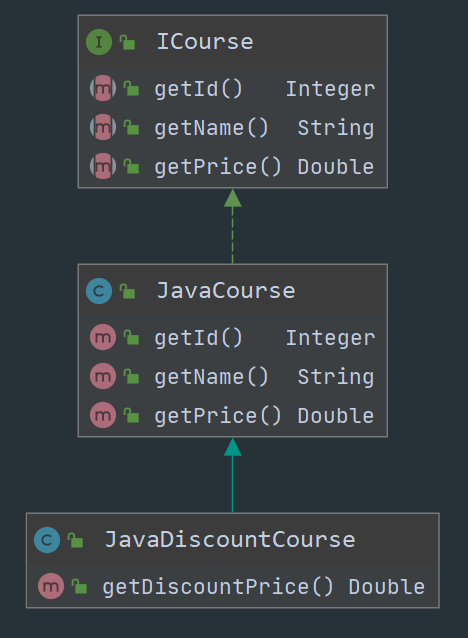 I ICourse
m getId() Integer
m getName() String
m getPrice() Double
C JavaCourse
m getId() Integer
m getName() String
m getPrice() Double
C JavaDiscountCourse
m getDiscountPrice() Double